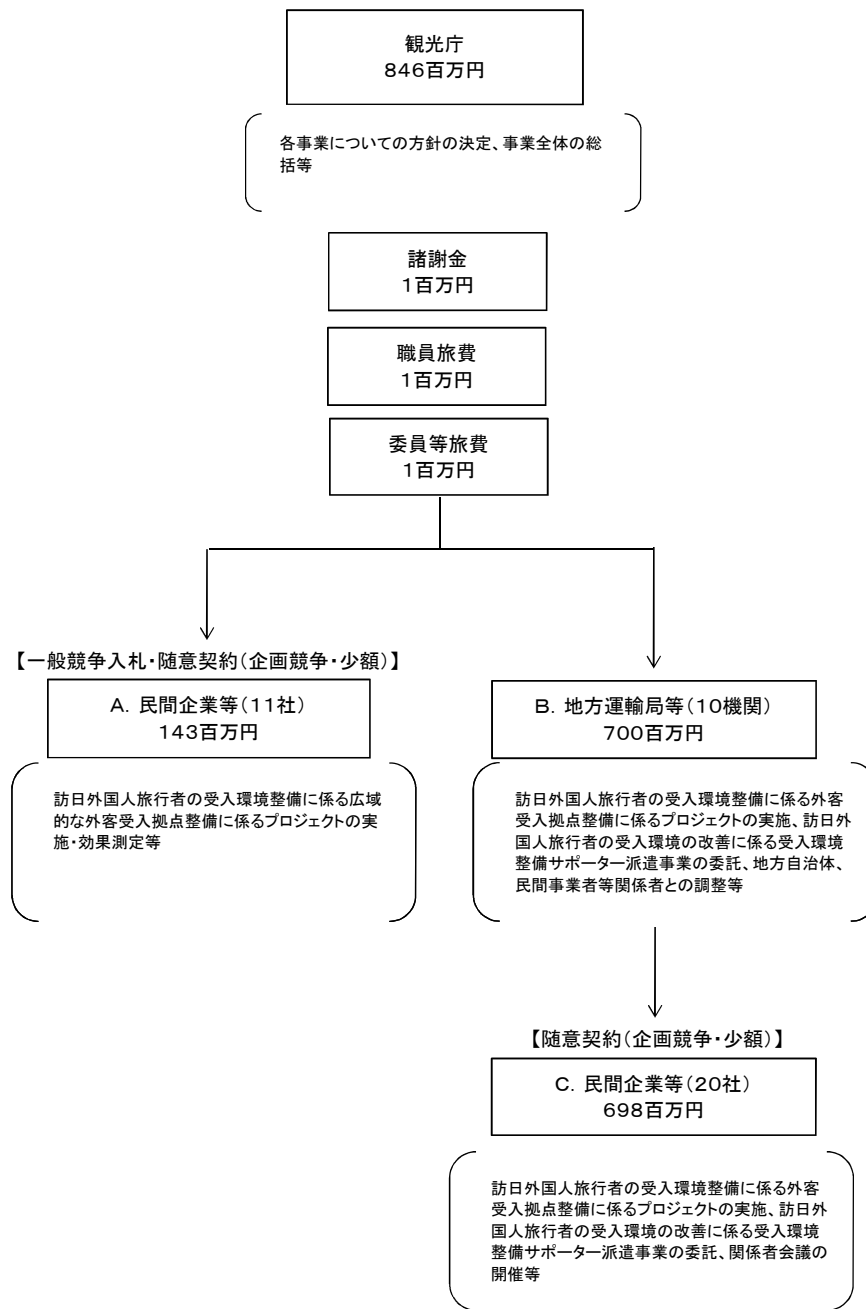 観光庁
846百万円
各事業についての方針の決定、事業全体の総
括等
諸謝金
1百万円
職員旅費
1百万円
委員等旅費
1百万円
【一般競争入札・随意契約(企画競争・少額)】
A．民間企業等(11社)
143百万円
訪日外国人旅行者の受入環境整備に係る広域
的な外客受入拠点整備に係るプロジェクトの実
施・効果測定等
B．地方運輸局等(10機関)
700百万円
訪日外国人旅行者の受入環境整備に係る外客
受入拠点整備に係るプロジェクトの実施、訪日外
国人旅行者の受入環境の改善に係る受入環境
整備サポーター派遣事業の委託、地方自治体、
民間事業者等関係者との調整等
【随意契約(企画競争・少額)】
C．民間企業等(20社)
698百万円
訪日外国人旅行者の受入環境整備に係る外客
受入拠点整備に係るプロジェクトの実施、訪日外
国人旅行者の受入環境の改善に係る受入環境
整備サポーター派遣事業の委託、関係者会議の
開催等